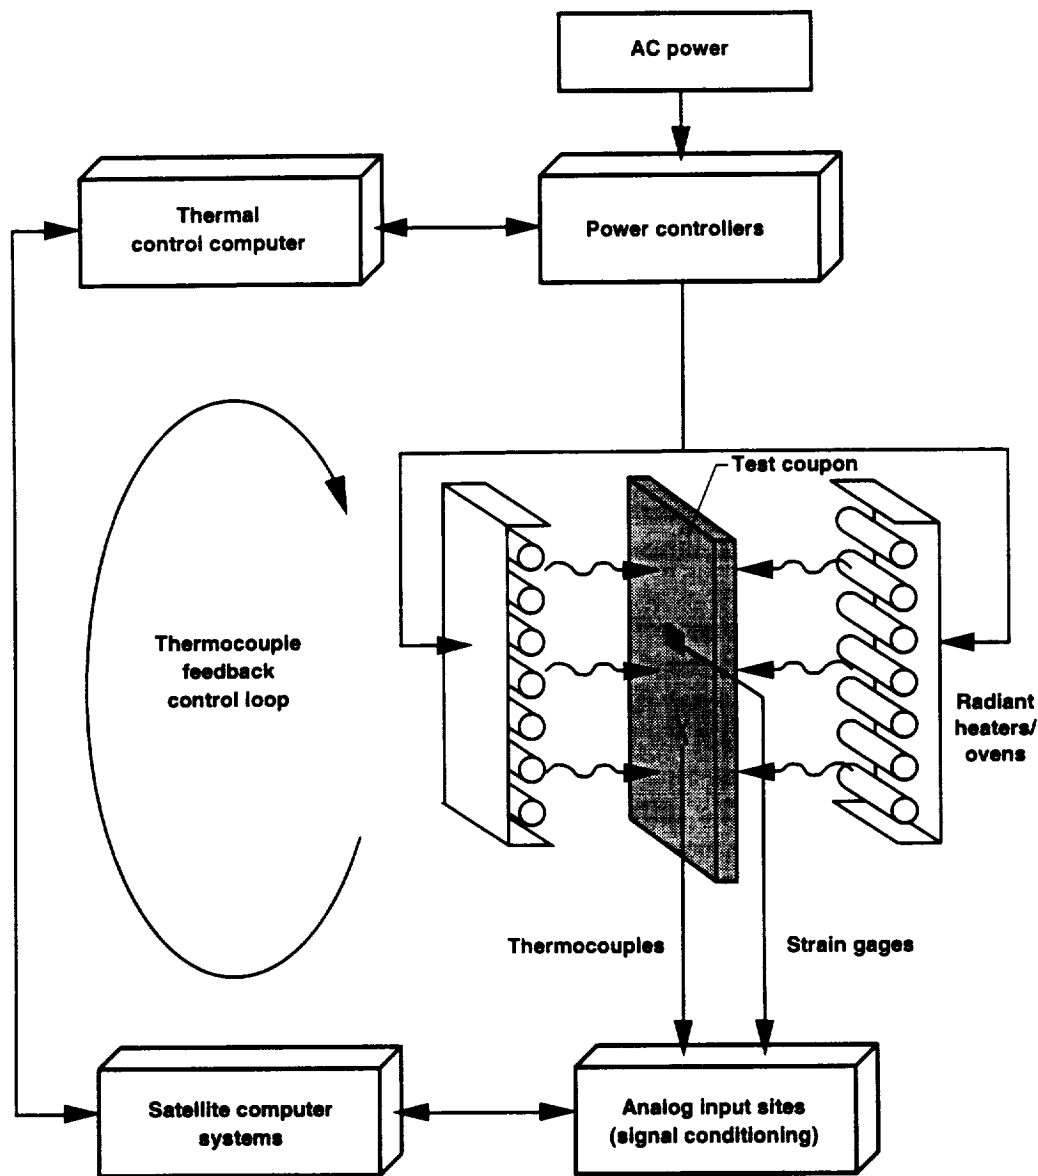 AC power
Thermal
control computer
Power controllers
Test coupon
Thermocouple
feedback
control loop
Radiant
heaters/
ovens
Thermocouples
Strain gages
Satellite computer
systems
Analog input sites
(signal conditioning)